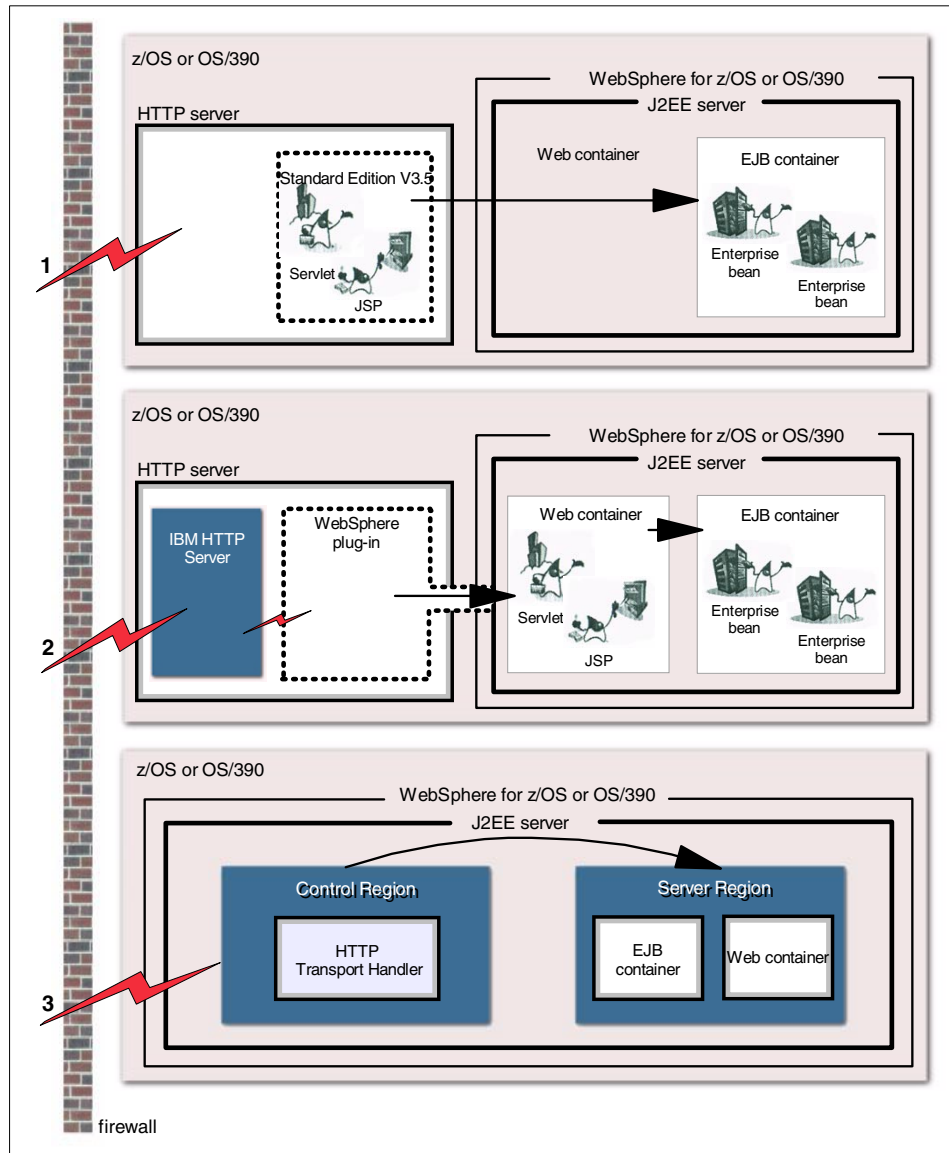 z/OS or OS/390
WebSphere for z/OS or OS/390
J2EE server
HTTP server
Standard Edition V3.5
Servlet
JSP
Web container
EJB container
Enterprise
bean
Enterprise
bean
1
z/OS or OS/390
WebSphere for z/OS or OS/390
J2EE server
HTTP server
IBM HTTP
Server
WebSphere
plug-in
Web container
Servlet
JSP
EJB container
Enterprise
bean
Enterprise
bean
2
z/OS or OS/390
WebSphere for z/OS or OS/390
J2EE server
Control Region
HTTP
Transport Handler
Server Region
EJB
container
Web container
3
firewall